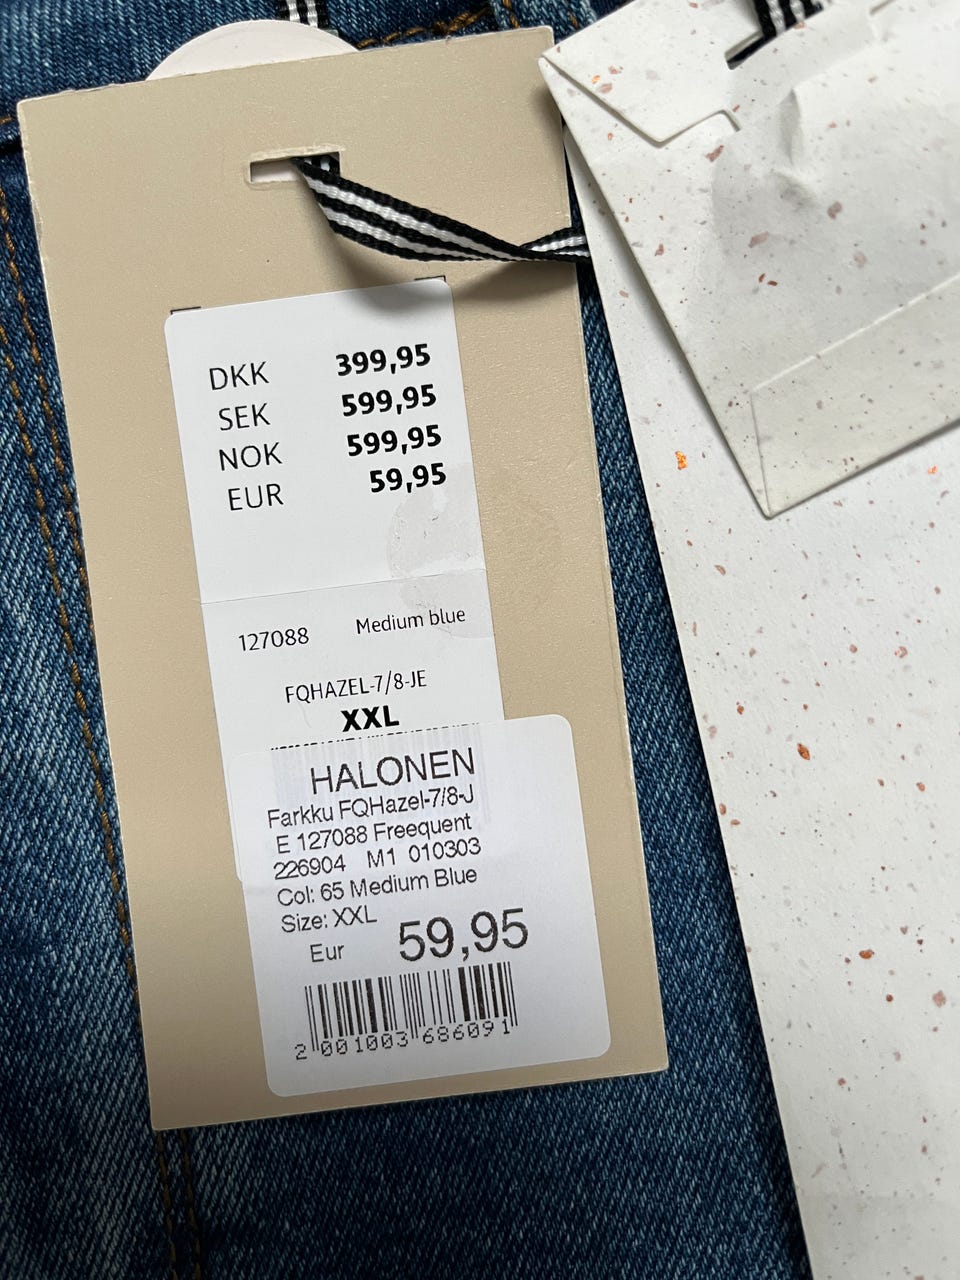 DKK 399,95
SEK 599,95
NOK 599,95
EUR 59,95
127088 Medium blue
FQHAZEL-7/8-JE
XXL
HALONEN
Farkku FQHazel-7/8-J
E 127088 Freequent
226904 M1 010303
Col: 65 Medium Blue
Size: XXL
Eur 59,95
2 001003 686091